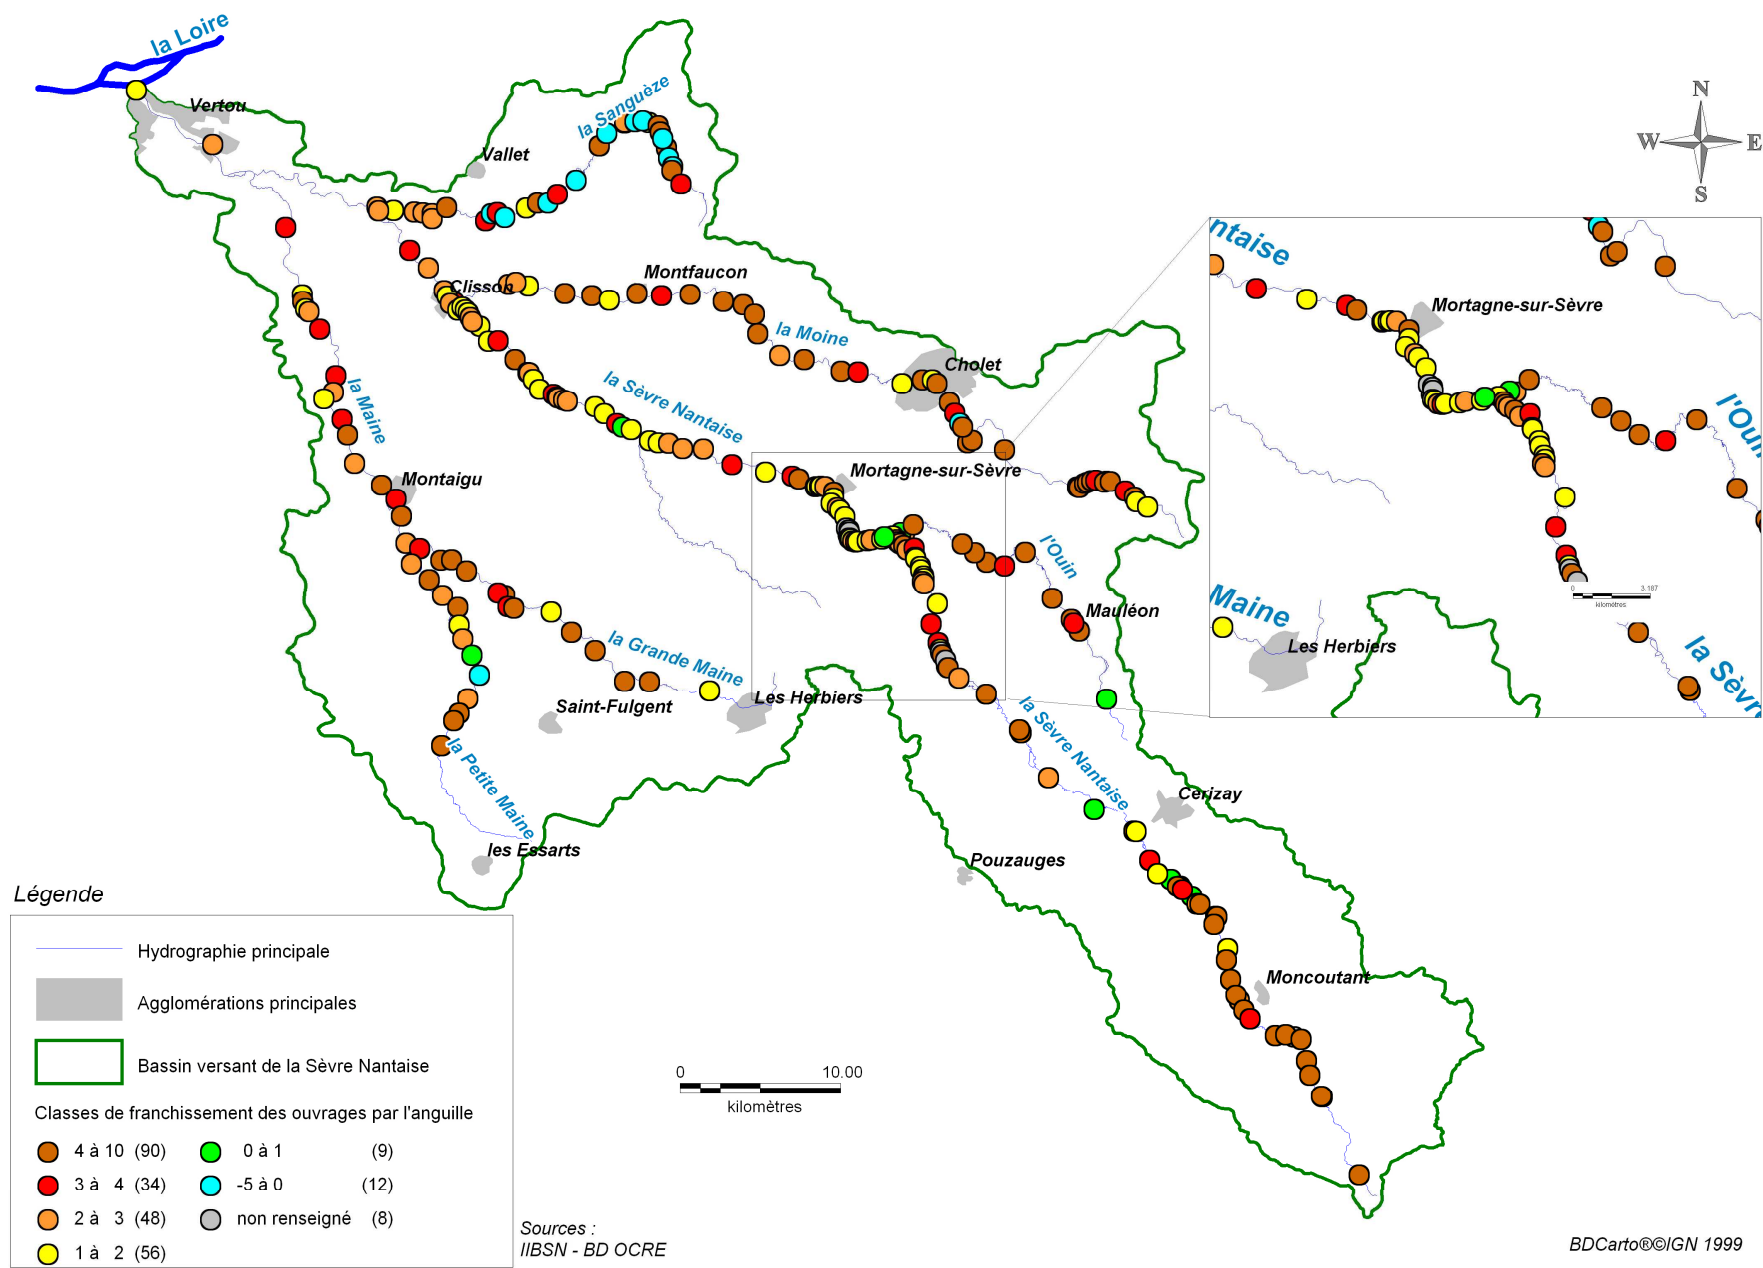 la Loire
Vertou
la Sanguèze
Vallet
N
W
E
S
ntaise
Clisson
Montfaucon
Mortagne-sur-Sèvre
la Moine
Cholet
la Maine
la Sèvre Nantaise
l'Ouin
Mortagne-sur-Sèvre
Montaigu
l'Ouin
0 3.187
kilomètres
Maine
Mauléon
la Grande Maine
Les Herbiers
la Sèvr
Les Herbiers
Saint-Fulgent
la Sèvre Nantaise
la Petite Maine
Cerizay
les Essarts
Pouzauges
Légende
Moncoutant
Hydrographie principale
Agglomérations principales
Bassin versant de la Sèvre Nantaise
0 10.00
kilomètres
Classes de franchissement des ouvrages par l'anguille
4 à 10 (90) 0 à 1 (9)
3 à 4 (34) -5 à 0 (12)
2 à 3 (48) non renseigné (8)
1 à 2 (56)
Sources :
IIBSN - BD OCRE
BDCarto®©IGN 1999